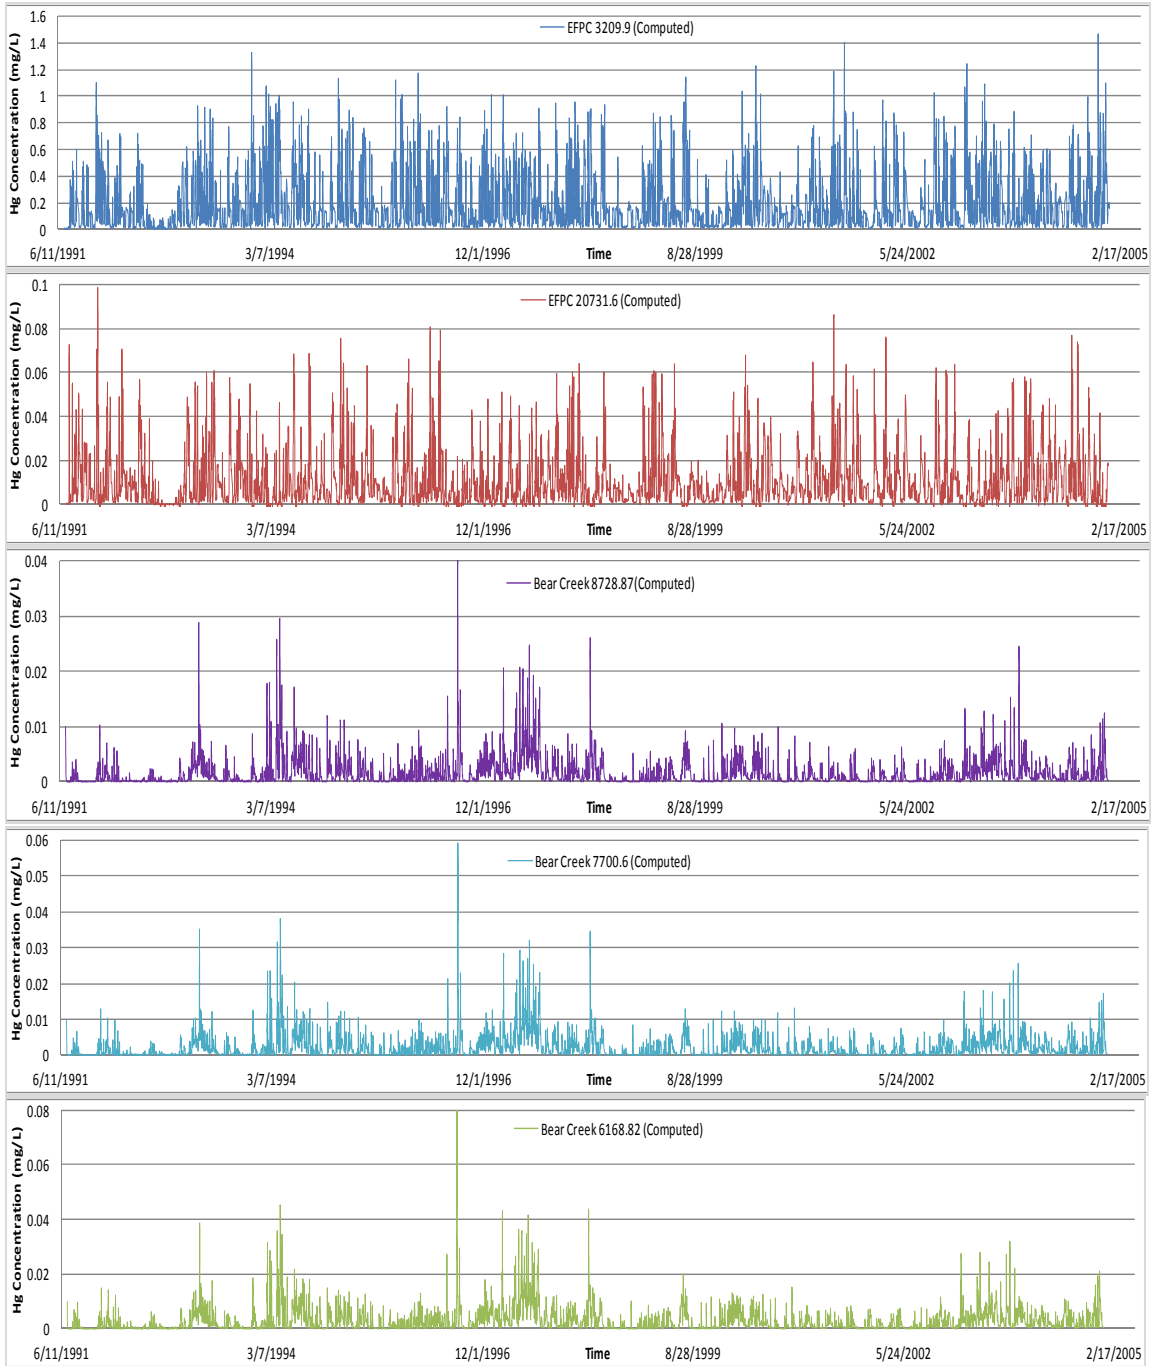 EFPC 3209.9 (Computed)
Hg Concentration (mg/L)
1.6
1.4
1.2
1
0.8
0.6
0.4
0.2
0
6/11/1991 3/7/1994 12/1/1996 Time 8/28/1999 5/24/2002 2/17/2005
EFPC 20731.6 (Computed)
Hg Concentration (mg/L)
0.1
0.08
0.06
0.04
0.02
0
6/11/1991 3/7/1994 12/1/1996 Time 8/28/1999 5/24/2002 2/17/2005
Bear Creek 8728.87(Computed)
Hg Concentration (mg/L)
0.04
0.03
0.02
0.01
0
6/11/1991 3/7/1994 12/1/1996 Time 8/28/1999 5/24/2002 2/17/2005
Bear Creek 7700.6 (Computed)
Hg Concentration (mg/L)
0.06
0.05
0.04
0.03
0.02
0.01
0
6/11/1991 3/7/1994 12/1/1996 Time 8/28/1999 5/24/2002 2/17/2005
Bear Creek 6168.82 (Computed)
Hg Concentration (mg/L)
0.08
0.06
0.04
0.02
0
6/11/1991 3/7/1994 12/1/1996 Time 8/28/1999 5/24/2002 2/17/2005